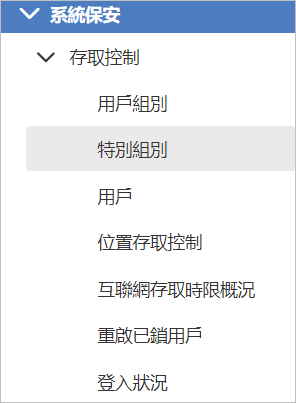 系統保安
存取控制
用戶組別
特別組別
用戶
位置存取控制
互聯網存取時限概況
重啟已鎖用戶
登入狀況